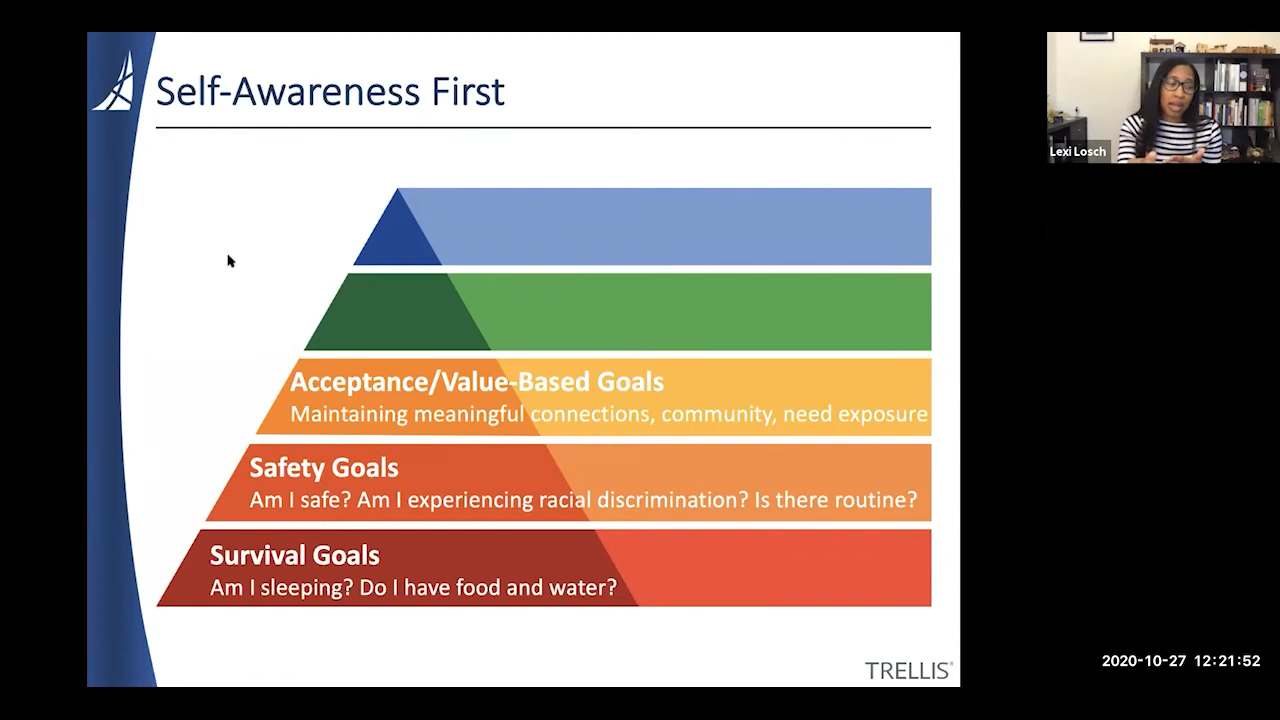 Self-Awareness First
Lexi Losch
Acceptance/Value-Based Goals
Maintaining meaningful connections, community, need exposure
Safety Goals
Am I safe? Am I experiencing racial discrimination? Is there routine?
Survival Goals
Am I sleeping? Do I have food and water?
TRELLIS®
2020-10-27 12:21:52